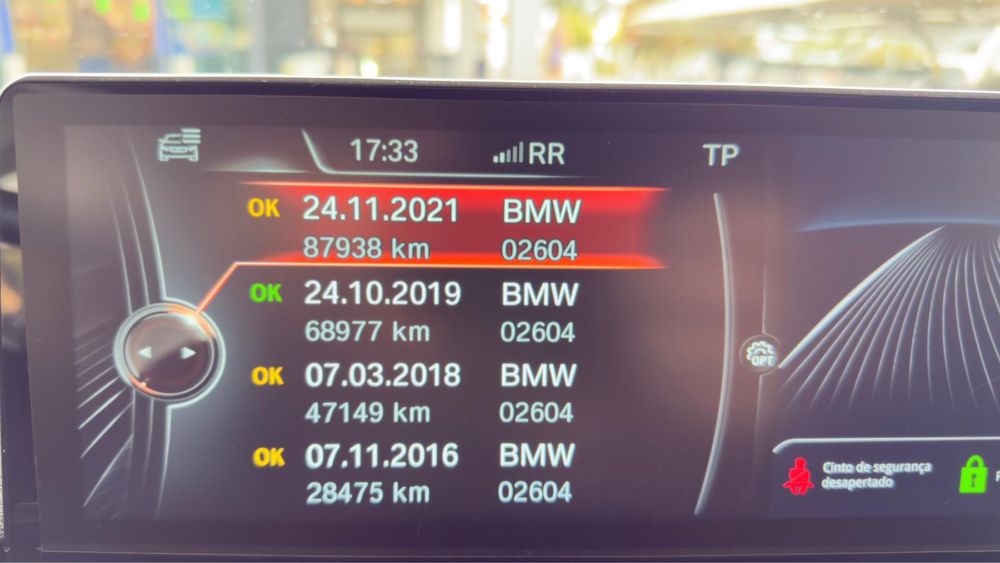 17:33 RR TP
OK 24.11.2021 BMW
87938 km 02604
OK 24.10.2019 BMW
68977 km 02604
OK 07.03.2018 BMW
47149 km 02604
OK 07.11.2016 BMW
28475 km 02604
OPT
Cinto de segurança
desapertado